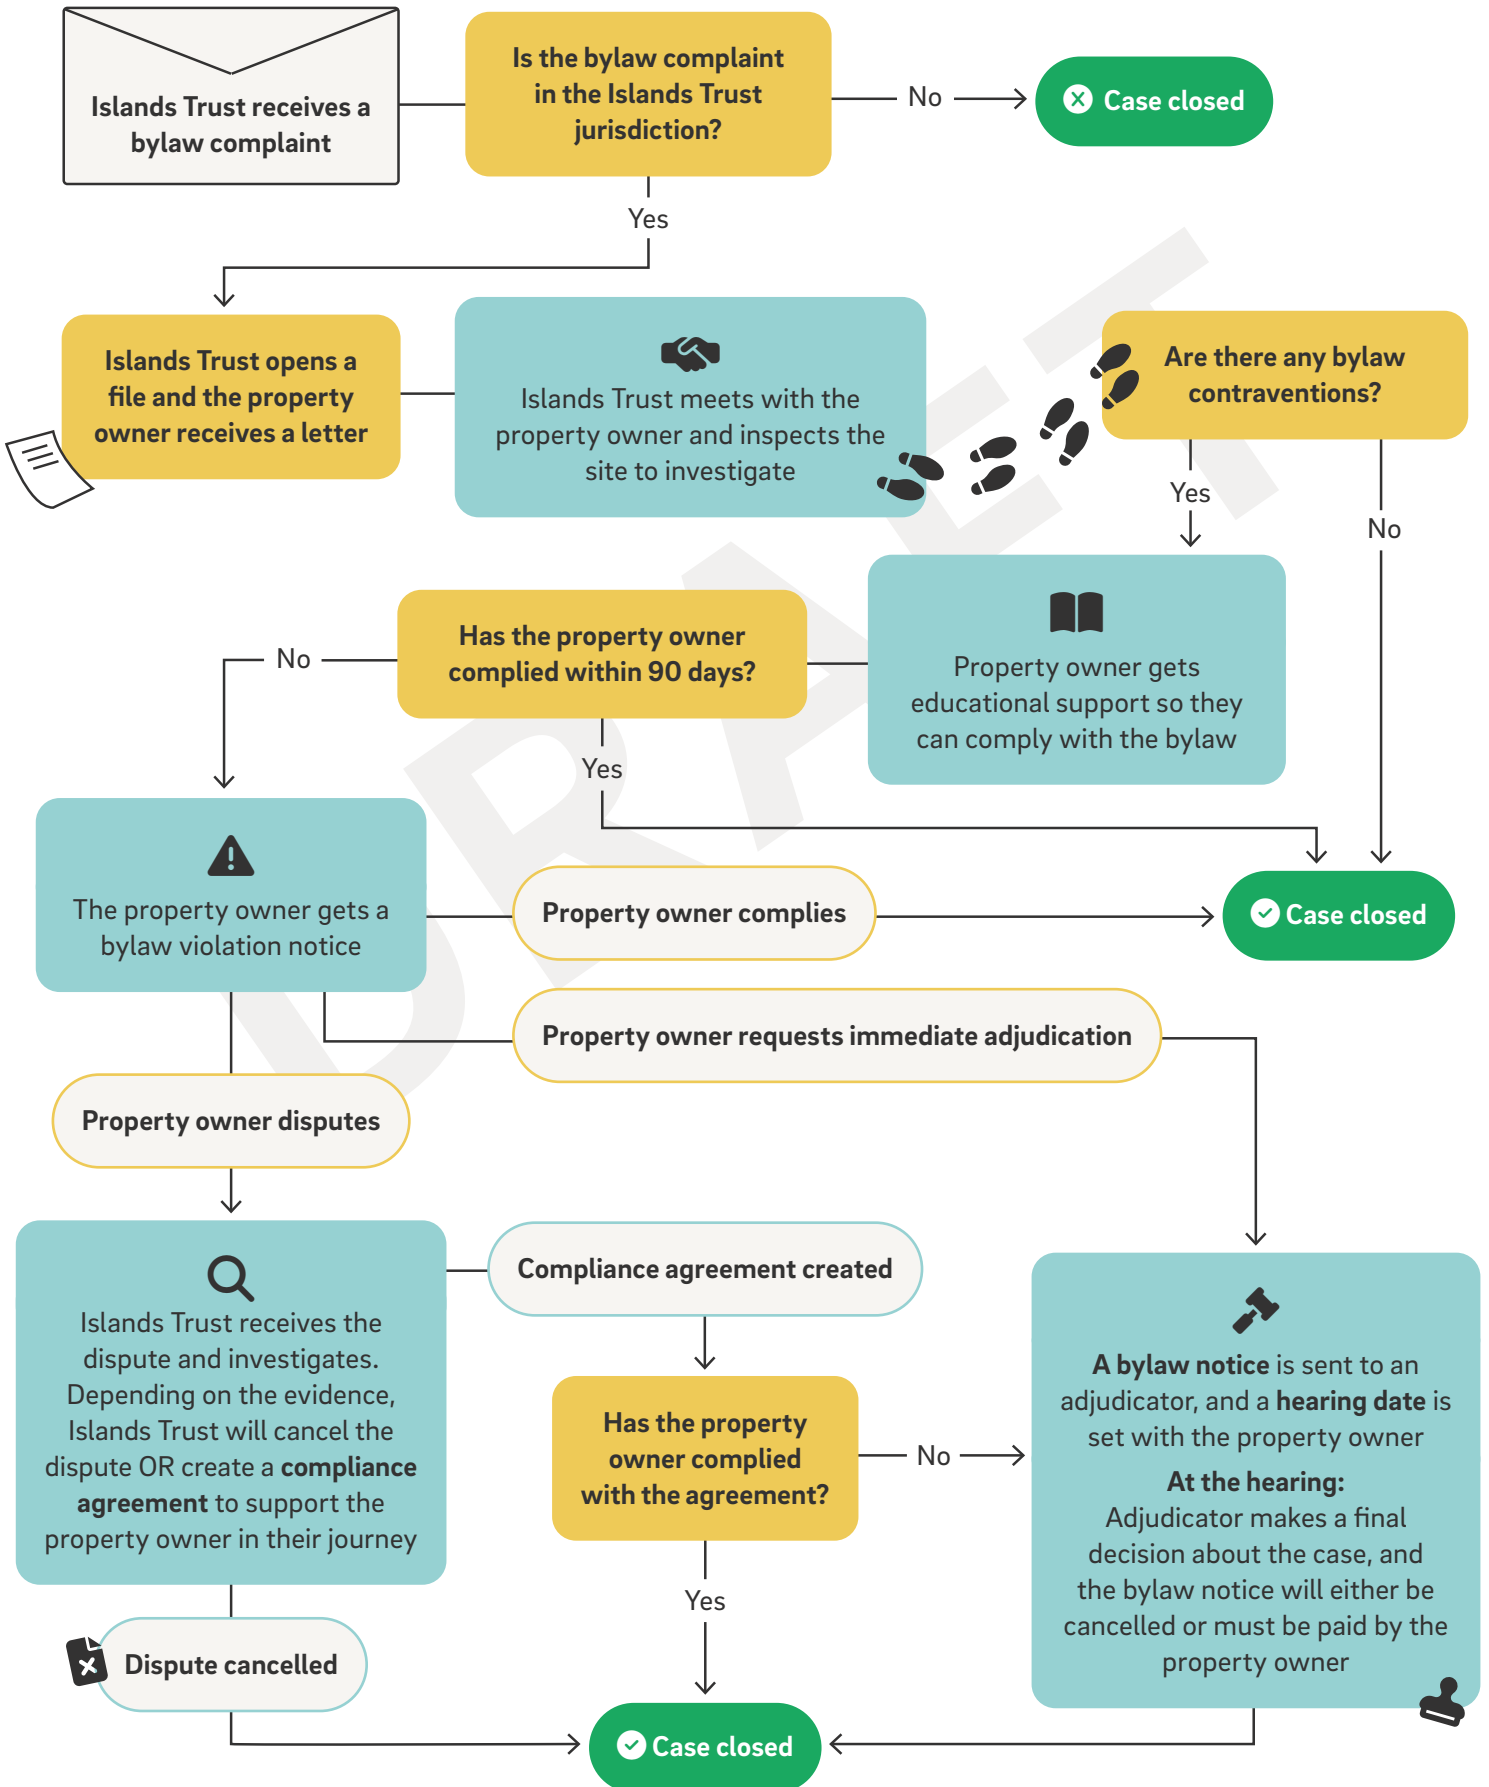 Islands Trust receives a
bylaw complaint
Is the bylaw complaint
in the Islands Trust
jurisdiction?
No
Case closed
Yes
Islands Trust opens a
file and the property
owner receives a letter
Islands Trust meets with the
property owner and inspects the
site to investigate
Are there any bylaw
contraventions?
Yes
No
Property owner gets
educational support so they
can comply with the bylaw
Has the property owner
complied within 90 days?
No
Yes
DRAFT
The property owner gets a
bylaw violation notice
Property owner complies
Case closed
Property owner requests immediate adjudication
Property owner disputes
Islands Trust receives the
dispute and investigates.
Depending on the evidence,
Islands Trust will cancel the
dispute OR create a compliance
agreement to support the
property owner in their journey
Compliance agreement created
Has the property
owner complied
with the agreement?
No
Yes
A bylaw notice is sent to an
adjudicator, and a hearing date is
set with the property owner
At the hearing:
Adjudicator makes a final
decision about the case, and
the bylaw notice will either be
cancelled or must be paid by the
property owner
Dispute cancelled
Case closed